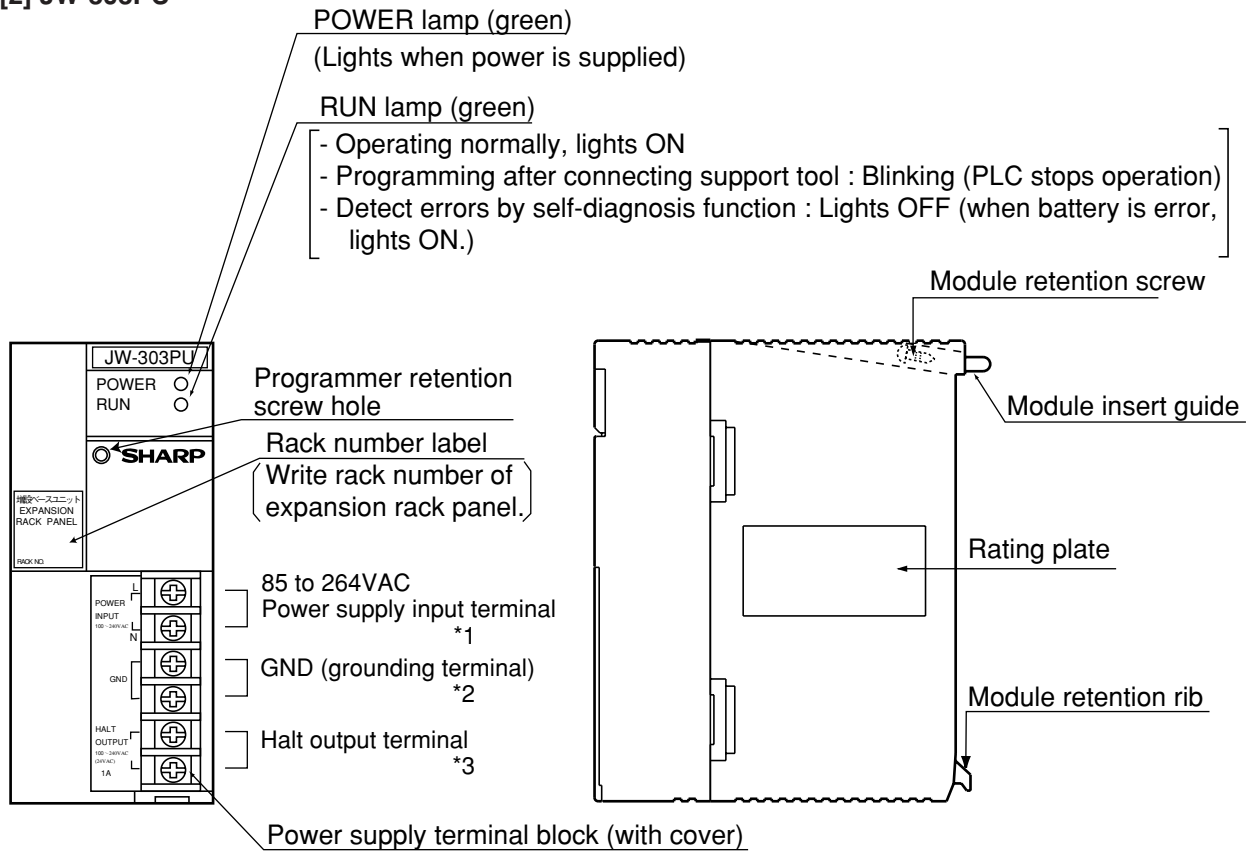 [2] JW-303PU
POWER lamp (green)
(Lights when power is supplied)
RUN lamp (green)
- Operating normally, lights ON
- Programming after connecting support tool : Blinking (PLC stops operation)
- Detect errors by self-diagnosis function : Lights OFF (when battery is error,
lights ON.)
Module retention screw
Module insert guide
Rating plate
Module retention rib
JW-303PU
POWER
RUN
SHARP
増設ベースユニット
EXPANSION
RACK PANEL
RACK NO.
Programmer retention
screw hole
Rack number label
(Write rack number of
expansion rack panel.)
L
POWER
INPUT
100~240VAC
N
GND
HALT
OUTPUT
100~240VAC
(24VAC)
1A
85 to 264VAC
Power supply input terminal
*1
GND (grounding terminal)
*2
Halt output terminal
*3
Power supply terminal block (with cover)